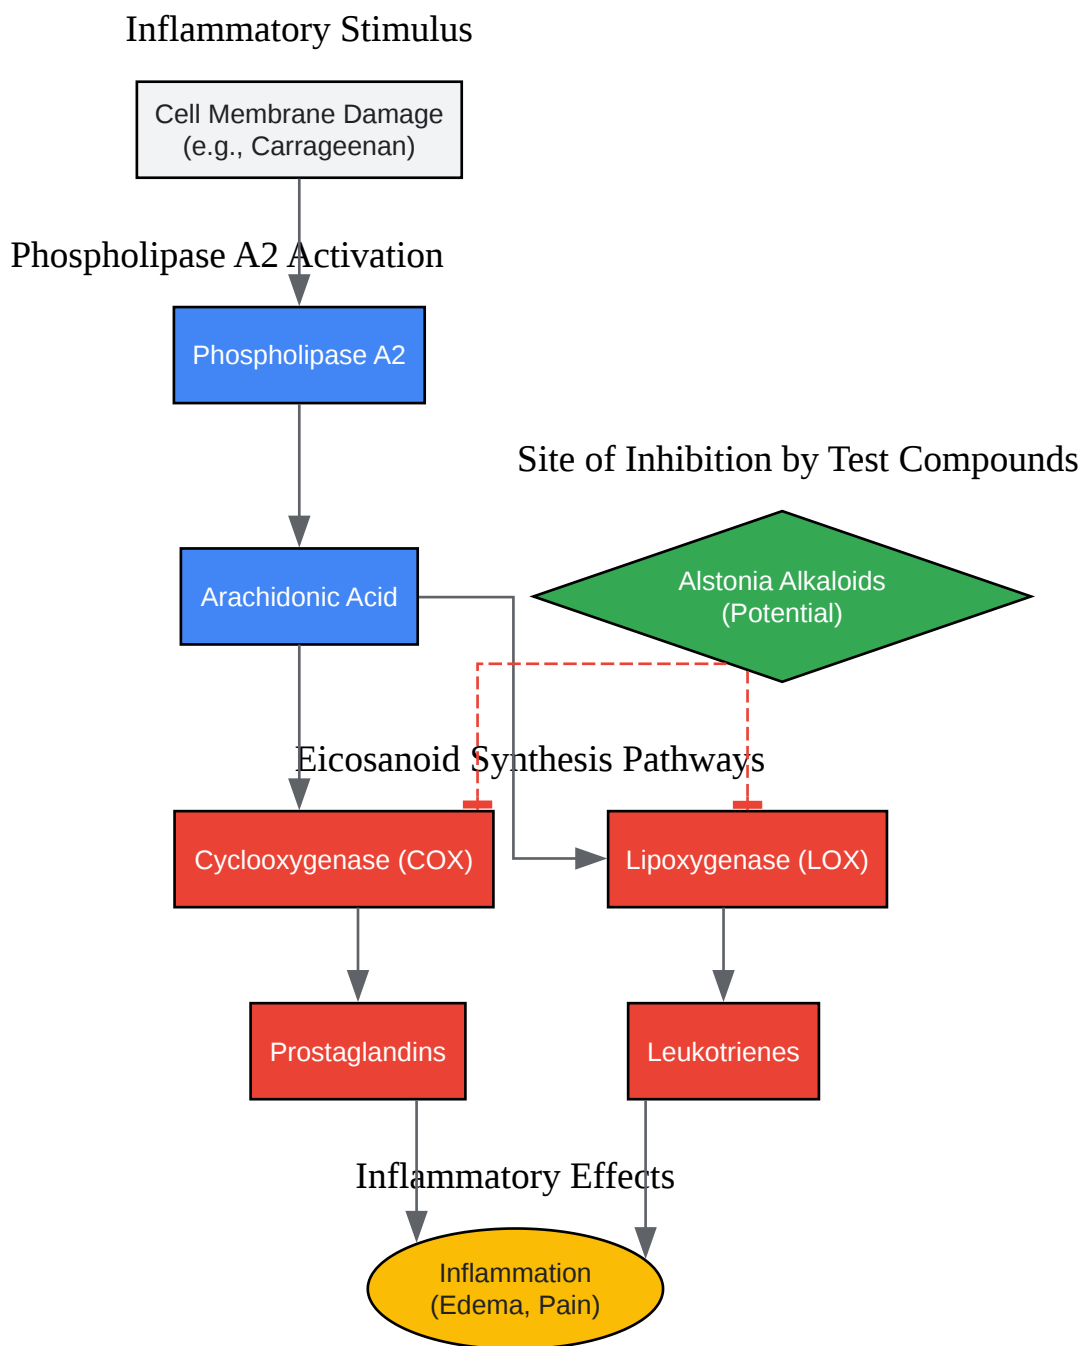 Inflammatory Stimulus
Cell Membrane Damage
(e.g., Carrageenan)
Phospholipase A2 Activation
Phospholipase A2
Site of Inhibition by Test Compounds
Arachidonic Acid
Alstonia Alkaloids
(Potential)
Eicosanoid Synthesis Pathways
Cyclooxygenase (COX)
Lipoxygenase (LOX)
Prostaglandins
Leukotrienes
Inflammatory Effects
Inflammation
(Edema, Pain)